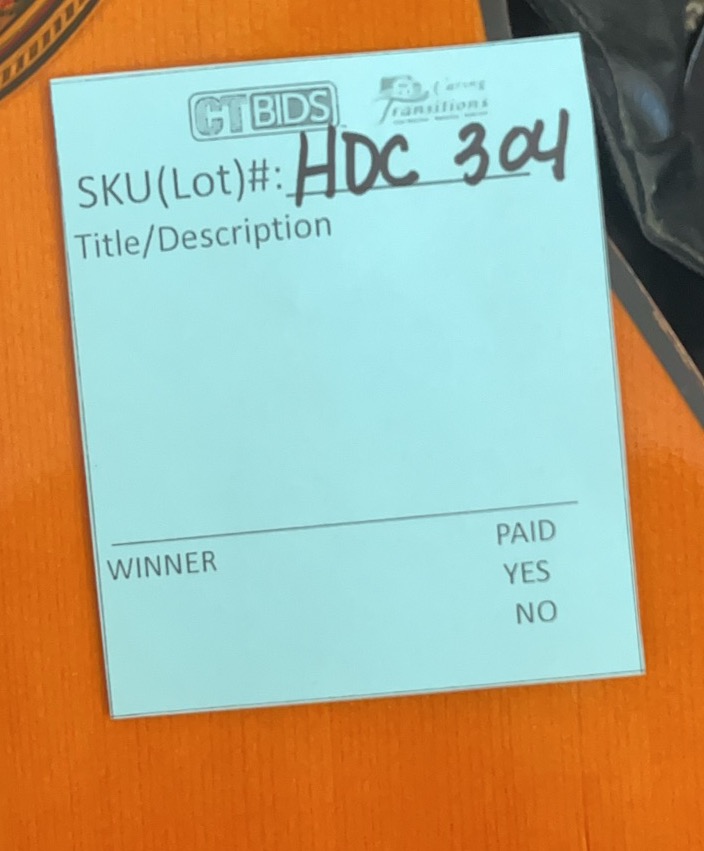 CTBIDS
Caring
Transitions
SKU(Lot)#: HDC 304
Title/Description
WINNER
PAID
YES
NO